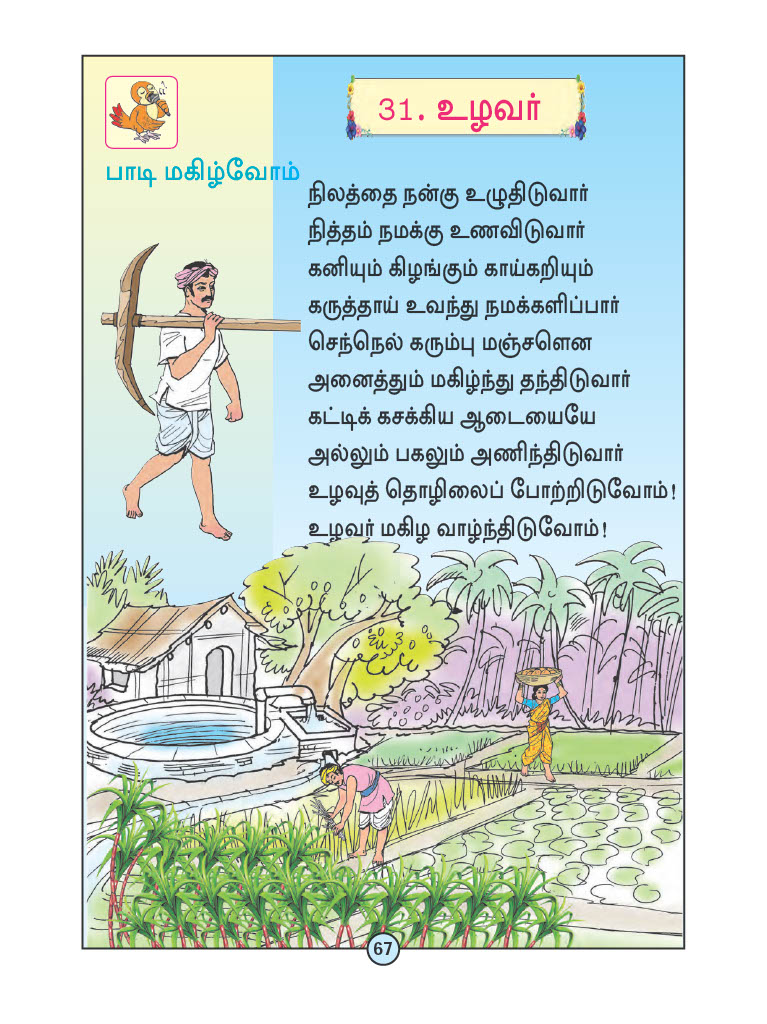 31. உழவர்
பாடி மகிழ்வோம்
நிலத்தை நன்கு உழுதிடுவார்
நித்தம் நமக்கு உணவிடுவார்
கனியும் கிழங்கும் காய்கறியும்
கருத்தாய் உவந்து நமக்களிப்பார்
செந்நெல் கரும்பு மஞ்சளென
அனைத்தும் மகிழ்ந்து தந்திடுவார்
கட்டிக் கசக்கிய ஆடையையே
அல்லும் பகலும் அணிந்திடுவார்
உழவுத் தொழிலைப் போற்றிடுவோம்!
உழவர் மகிழ வாழ்ந்திடுவோம்!
67